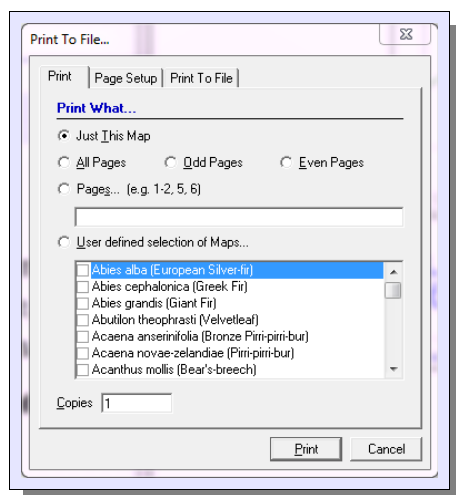 Print To File...
Print Page Setup Print To File
Print What...
Just This Map
All Pages Odd Pages Even Pages
Pages... (e.g. 1-2, 5, 6)
User defined selection of Maps...
Abies alba (European Silver-fir)
Abies cephalonica (Greek Fir)
Abies grandis (Giant Fir)
Abutilon theophrasti (Velvetleaf)
Acaena anserinifolia (Bronze Pirri-pirri-bur)
Acaena novae-zelandiae (Pirri-pirri-bur)
Acanthus mollis (Bear's-breech)
Copies 1
Print Cancel